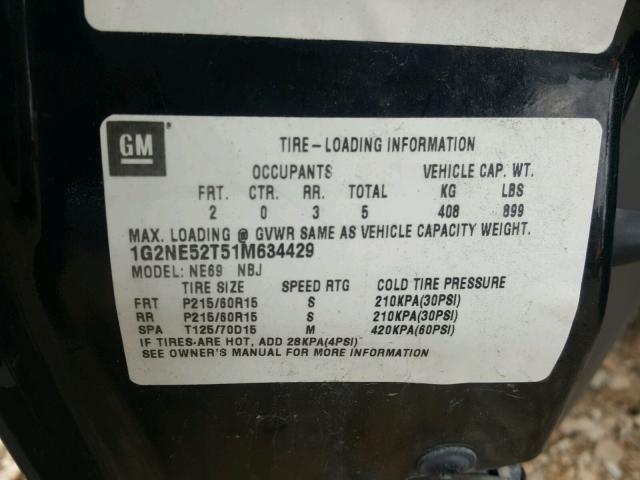 GM
TIRE-LOADING INFORMATION
OCCUPANTS VEHICLE CAP. WT.
FRT. CTR. RR. TOTAL KG LBS
2 0 3 5 408 899
MAX. LOADING @ GVWR SAME AS VEHICLE CAPACITY WEIGHT.
1G2NE52T51M634429
MODEL: NE69 NBJ
TIRE SIZE SPEED RTG COLD TIRE PRESSURE
FRT P215/60R15 S 210KPA(30PSI)
RR P215/60R15 S 210KPA(30PSI)
SPA T125/70D15 M 420KPA(60PSI)
IF TIRES-ARE HOT, ADD 28KPA(4PSI)
SEE OWNER'S MANUAL FOR MORE INFORMATION